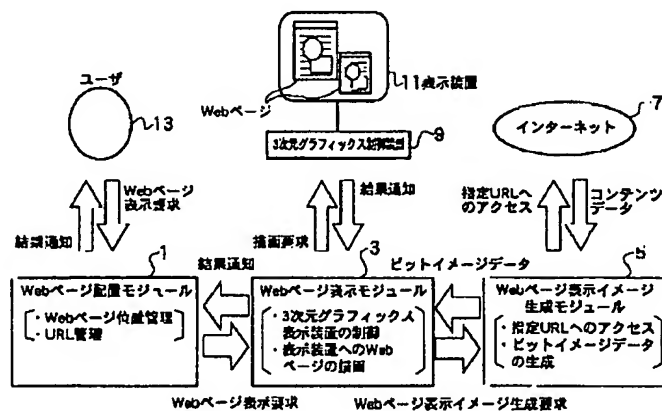 ユーザ
13
Webページ
11表示装置
9
3次元グラフィックス制御装置
インターネット
7
結果通知
Webページ
表示要求
描画要求
結果通知
指定URLへ
のアクセス
コンテンツ
データ
1
結果通知
3
ビットイメージデータ
5
Webページ配置モジュール
・Webページ位置管理
・URL管理
Webページ表示モジュール
・3次元グラフィックス
表示装置の制御
・表示装置へのWeb
ページの描画
Webページ表示イメージ
生成モジュール
・指定URLへのアクセス
・ビットイメージデータ
の生成
Webページ表示要求
Webページ表示イメージ生成要求